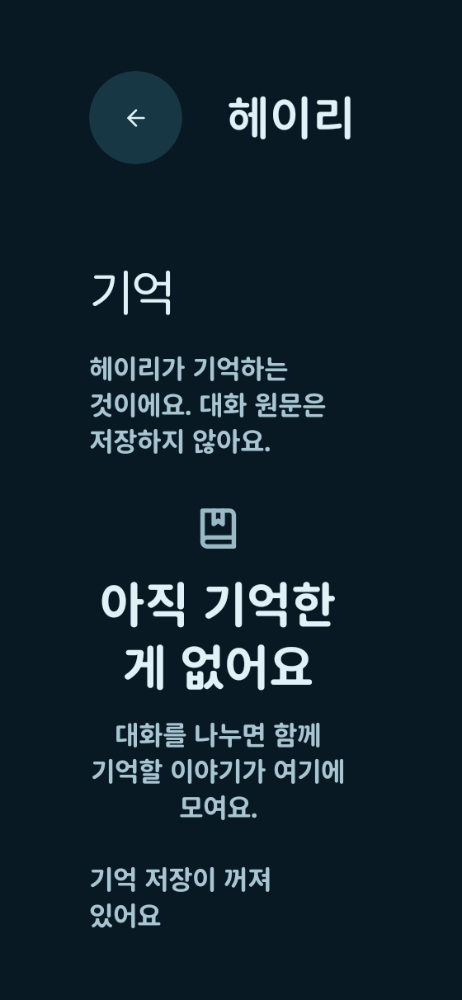 헤이리
기억
헤이리가 기억하는
것이에요. 대화 원문은
저장하지 않아요.
아직 기억한
게 없어요
대화를 나누면 함께
기억할 이야기가 여기에
모여요.
기억 저장이 꺼져
있어요